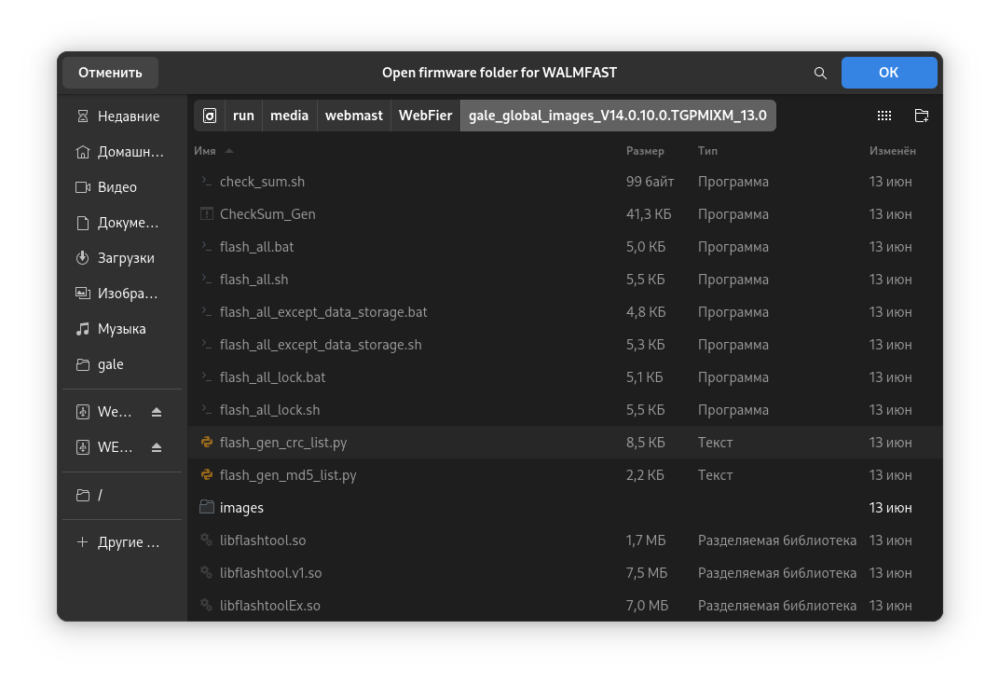 Отменить Open firmware folder for WALMFAST OK
run media webmast WebFier gale_global_images_V14.0.10.0.TGPMIXM_13.0
Недавние
Домашн...
Видео
Докуме...
Загрузки
Изобра...
Музыка
gale
We...
WE...
/
Другие ...
Имя Размер Тип Изменён
check_sum.sh 99 байт Программа 13 июн
CheckSum_Gen 41,3 КБ Программа 13 июн
flash_all.bat 5,0 КБ Программа 13 июн
flash_all.sh 5,5 КБ Программа 13 июн
flash_all_except_data_storage.bat 4,8 КБ Программа 13 июн
flash_all_except_data_storage.sh 5,3 КБ Программа 13 июн
flash_all_lock.bat 5,1 КБ Программа 13 июн
flash_all_lock.sh 5,5 КБ Программа 13 июн
flash_gen_crc_list.py 8,5 КБ Текст 13 июн
flash_gen_md5_list.py 2,2 КБ Текст 13 июн
images 13 июн
libflashtool.so 1,7 МБ Разделяемая библиотека 13 июн
libflashtool.v1.so 7,5 МБ Разделяемая библиотека 13 июн
libflashtoolEx.so 7,0 МБ Разделяемая библиотека 13 июн